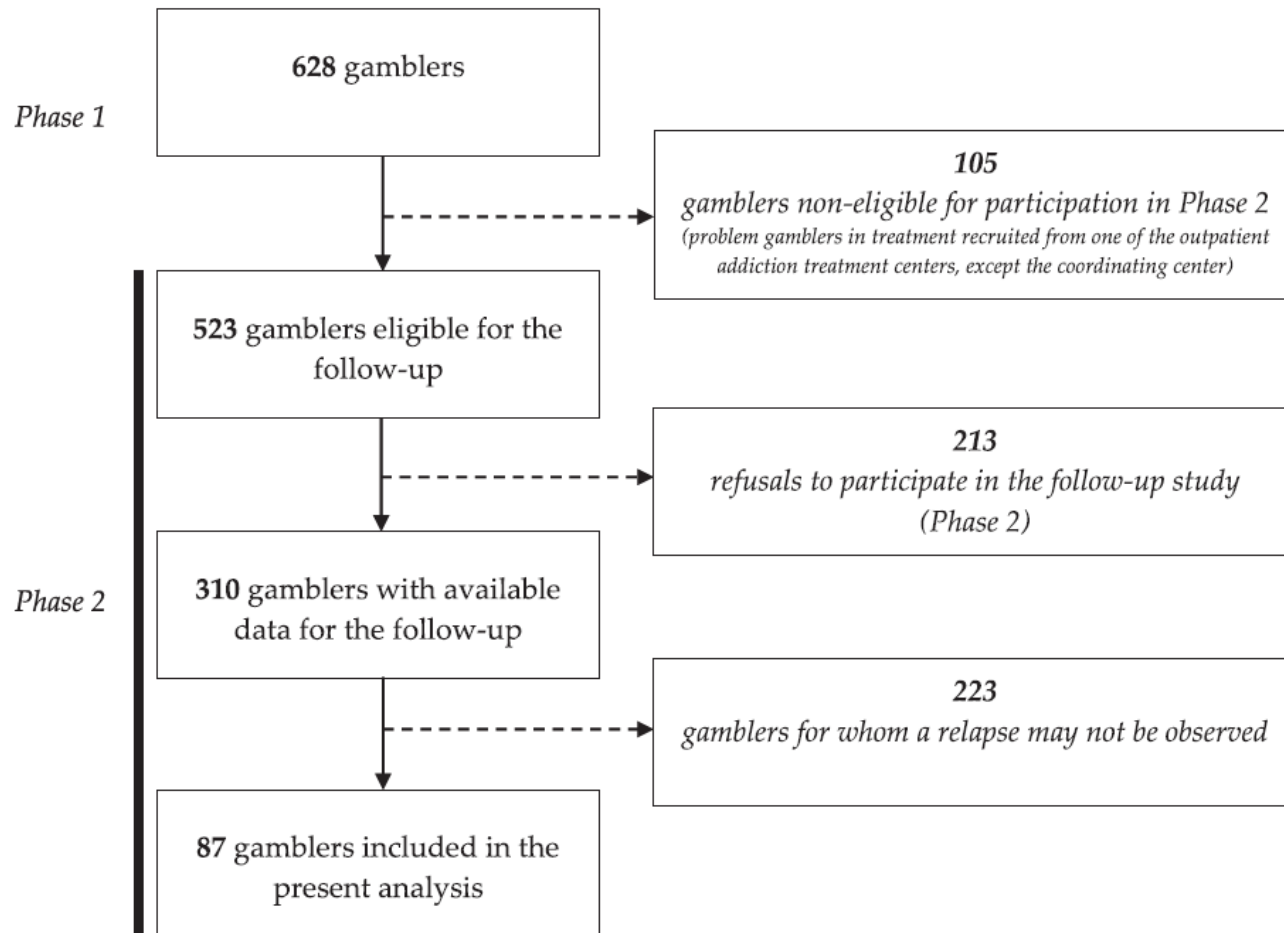 628 gamblers
Phase 1
105
gamblers non-eligible for participation in Phase 2
(problem gamblers in treatment recruited from one of the outpatient
addiction treatment centers, except the coordinating center)
523 gamblers eligible for the
follow-up
213
refusals to participate in the follow-up study
(Phase 2)
310 gamblers with available
data for the follow-up
Phase 2
223
gamblers for whom a relapse may not be observed
87 gamblers included in the
present analysis